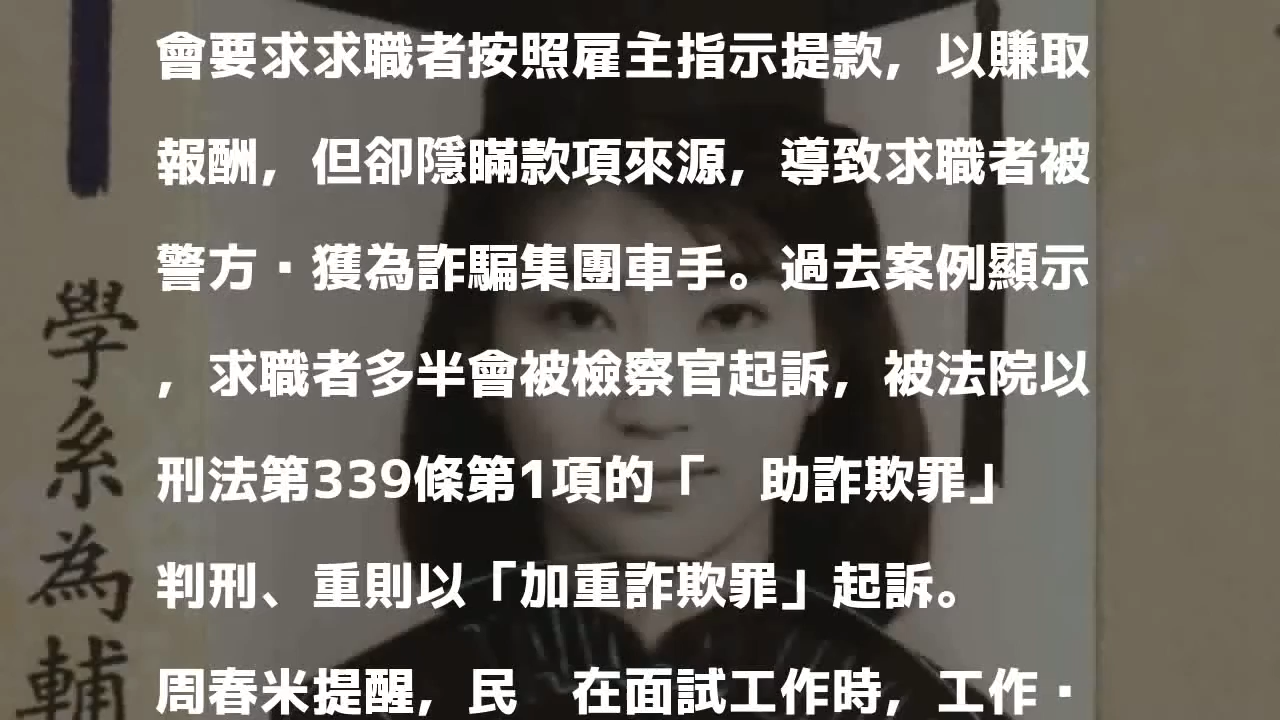 會要求求職者按照雇主指示提款，以賺取
報酬，但卻隱瞞款項來源，導致求職者被
警方·獲為詐騙集團車手。過去案例顯示
，求職者多半會被檢察官起訴，被法院以
刑法第339條第1項的「　助詐欺罪」
判刑、重則以「加重詐欺罪」起訴。
周春米提醒，民　在面試工作時，工作·
學系為輔